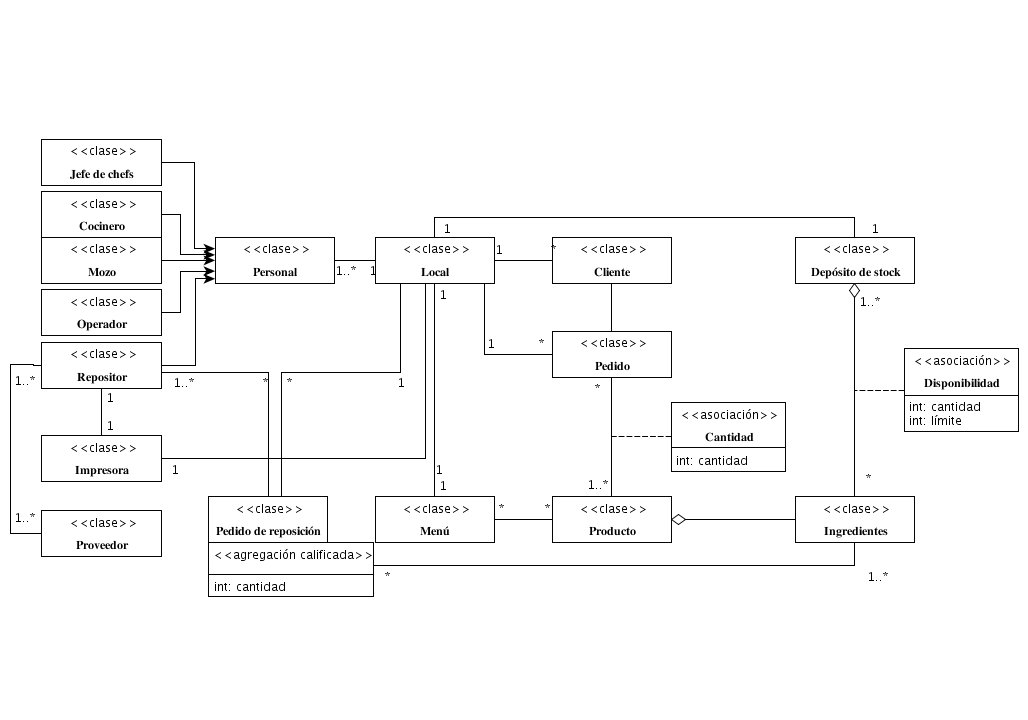 <<clase>>
Jefe de chefs
<<clase>>
Cocinero
<<clase>>
Mozo
<<clase>>
Operador
<<clase>>
Repositor
<<clase>>
Impresora
<<clase>>
Proveedor
<<clase>>
Personal
<<clase>>
Local
<<clase>>
Cliente
<<clase>>
Depósito de stock
<<clase>>
Pedido
<<asociación>>
Disponibilidad
int: cantidad
int: límite
<<asociación>>
Cantidad
int: cantidad
<<clase>>
Pedido de reposición
<<agregación calificada>>
int: cantidad
<<clase>>
Menú
<<clase>>
Producto
<<clase>>
Ingredientes
1
1
1
*
1..*
1
1
1..*
1
*
1..*
1..*
*
*
1
*
1
1
1
1
1
1..*
*
1..*
*
*
*
1..*